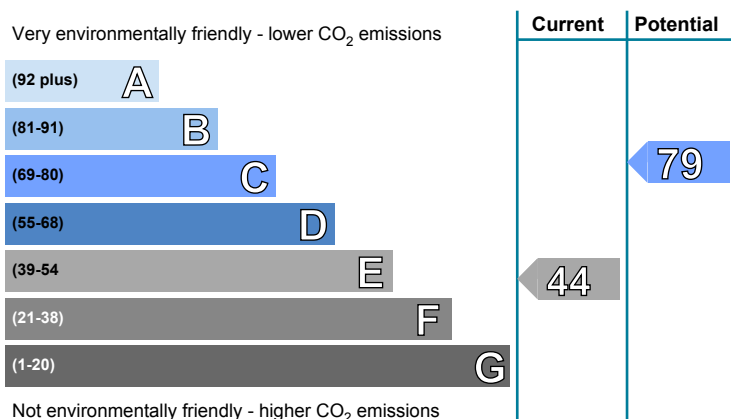 Very environmentally friendly - lower CO2 emissions
Current
Potential
(92 plus) A
(81-91) B
(69-80) C
79
(55-68) D
(39-54 E
44
(21-38) F
(1-20) G
Not environmentally friendly - higher CO2 emissions